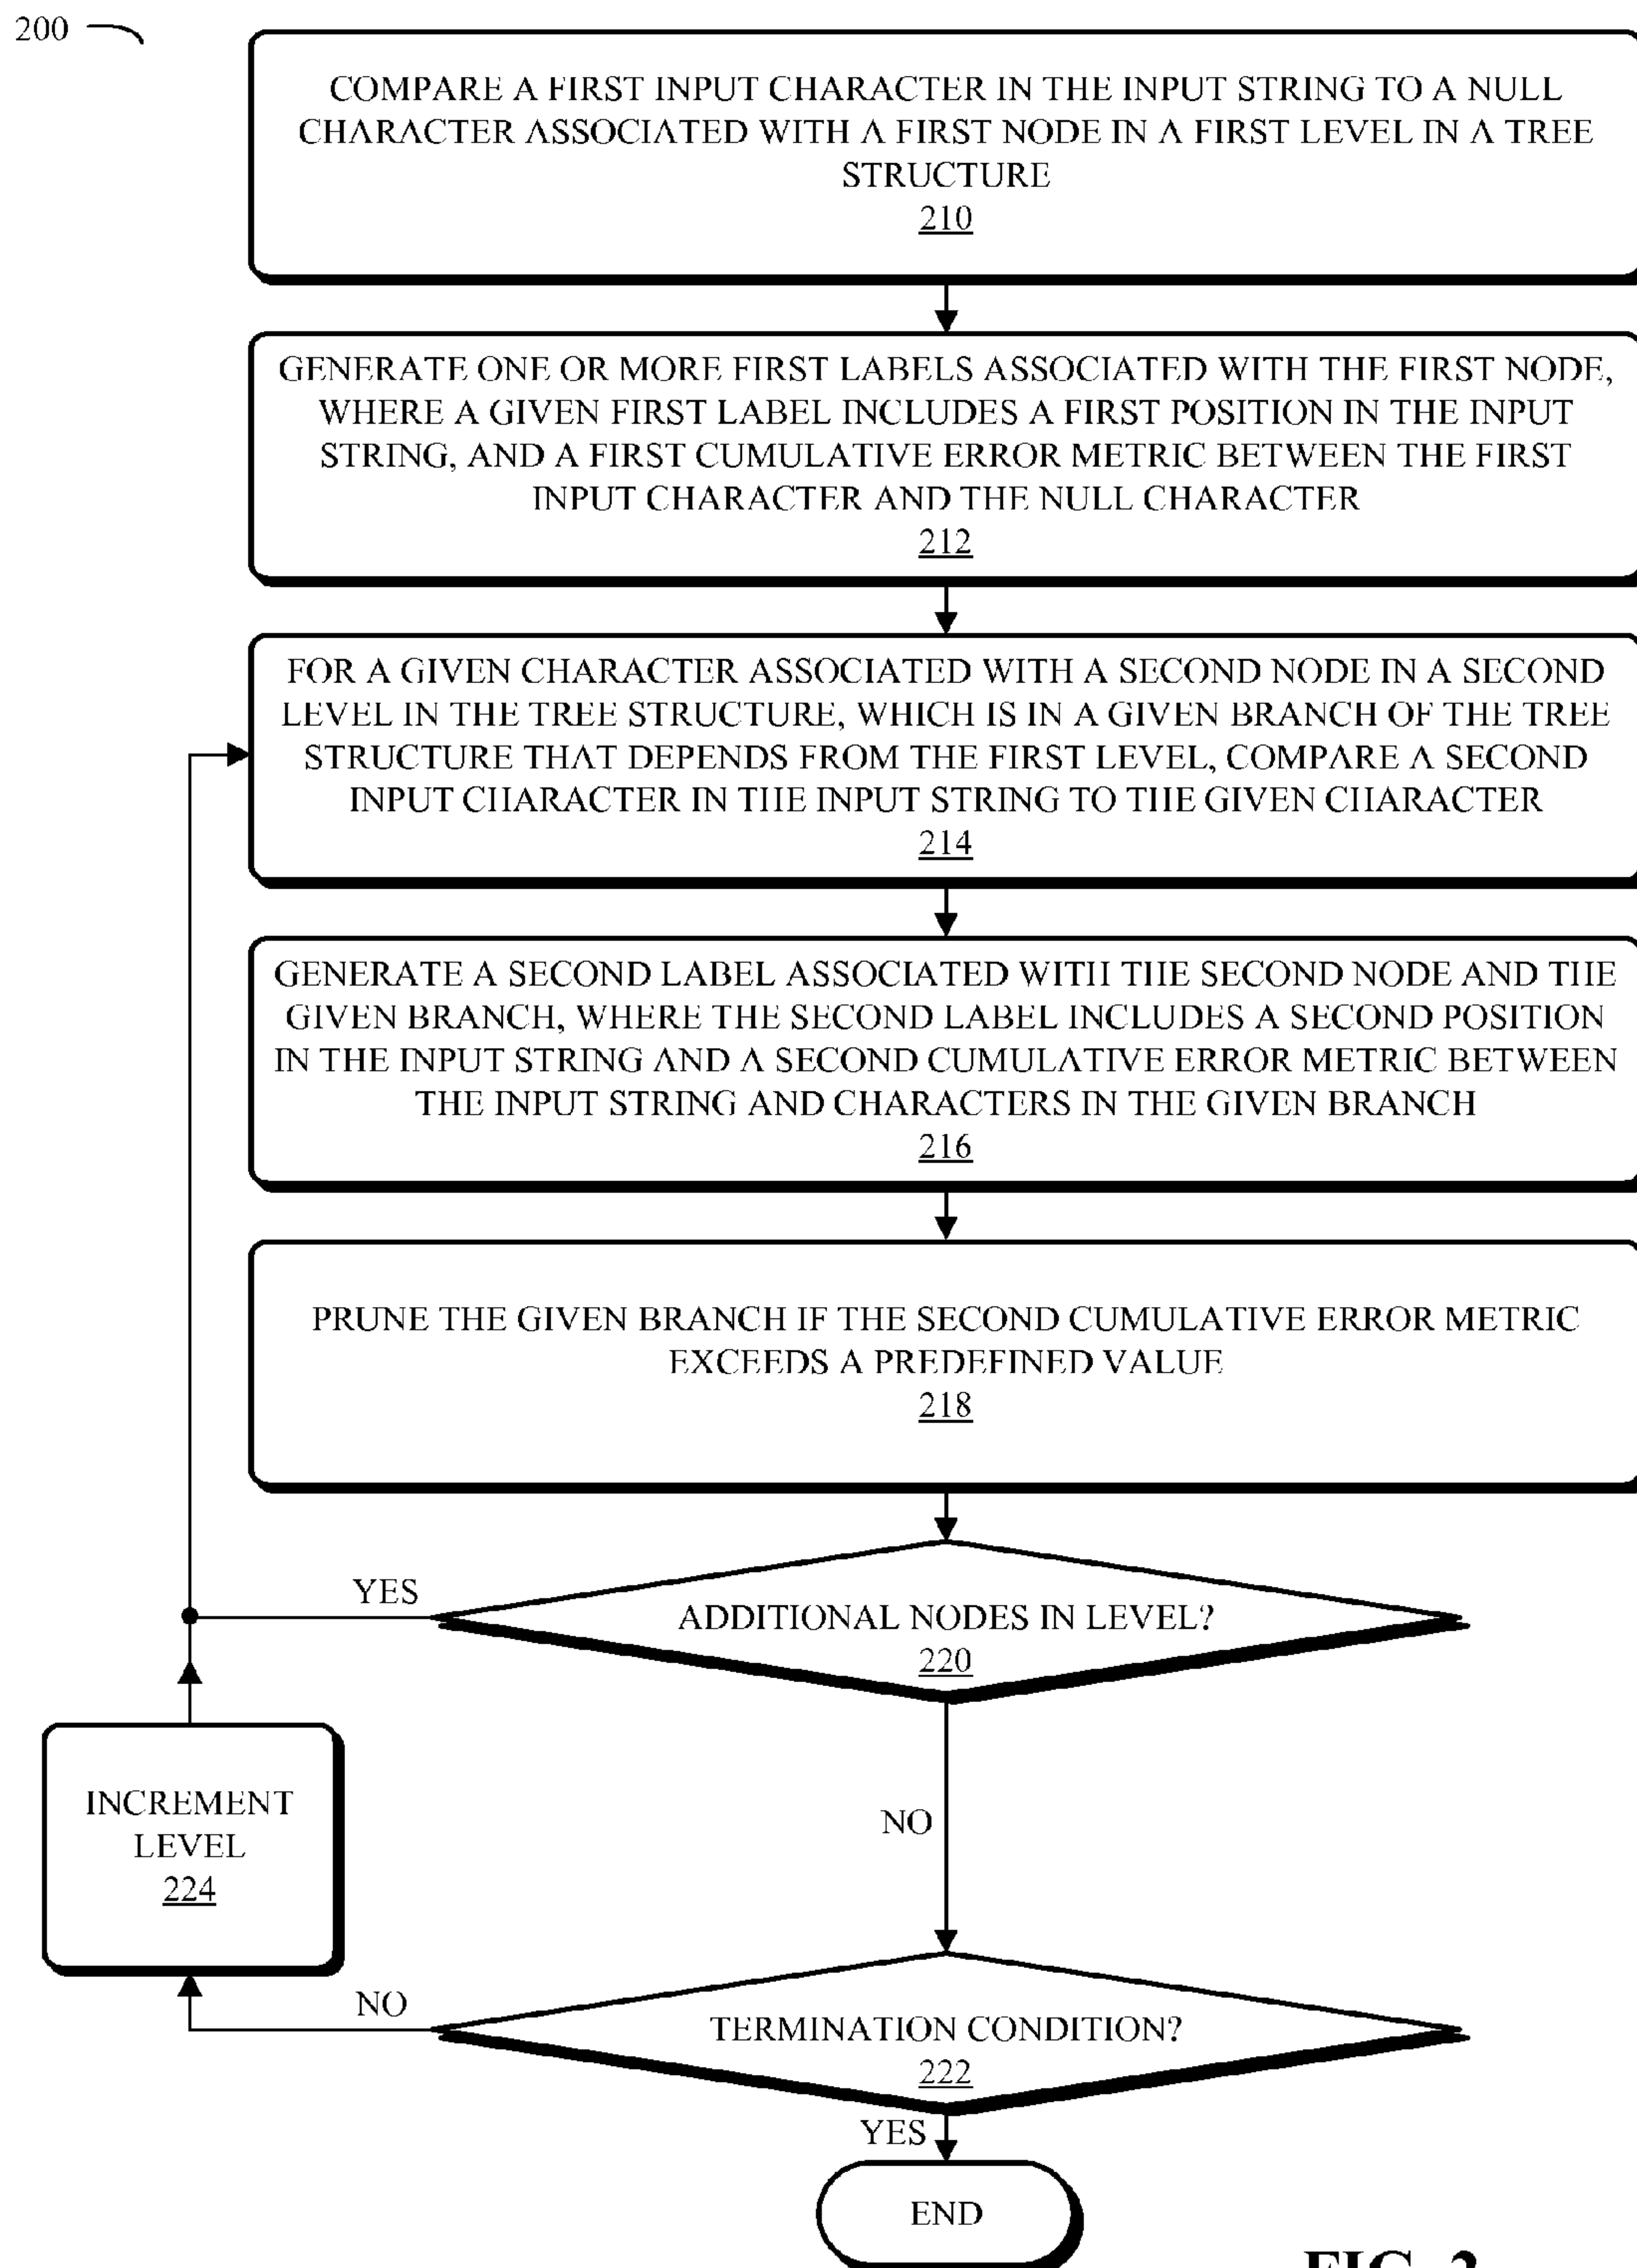 200
COMPARE A FIRST INPUT CHARACTER IN THE INPUT STRING TO A NULL
CHARACTER ASSOCIATED WITH A FIRST NODE IN A FIRST LEVEL IN A TREE
STRUCTURE
210
GENERATE ONE OR MORE FIRST LABELS ASSOCIATED WITH THE FIRST NODE,
WHERE A GIVEN FIRST LABEL INCLUDES A FIRST POSITION IN THE INPUT
STRING, AND A FIRST CUMULATIVE ERROR METRIC BETWEEN THE FIRST
INPUT CHARACTER AND THE NULL CHARACTER
212
FOR A GIVEN CHARACTER ASSOCIATED WITH A SECOND NODE IN A SECOND
LEVEL IN THE TREE STRUCTURE, WHICH IS IN A GIVEN BRANCH OF THE TREE
STRUCTURE THAT DEPENDS FROM THE FIRST LEVEL, COMPARE A SECOND
INPUT CHARACTER IN THE INPUT STRING TO THE GIVEN CHARACTER
214
GENERATE A SECOND LABEL ASSOCIATED WITH THE SECOND NODE AND THE
GIVEN BRANCH, WHERE THE SECOND LABEL INCLUDES A SECOND POSITION
IN THE INPUT STRING AND A SECOND CUMULATIVE ERROR METRIC BETWEEN
THE INPUT STRING AND CHARACTERS IN THE GIVEN BRANCH
216
PRUNE THE GIVEN BRANCH IF THE SECOND CUMULATIVE ERROR METRIC
EXCEEDS A PREDEFINED VALUE
218
YES
ADDITIONAL NODES IN LEVEL?
220
INCREMENT
LEVEL
224
NO
NO
TERMINATION CONDITION?
222
YES
END
FIG. 2